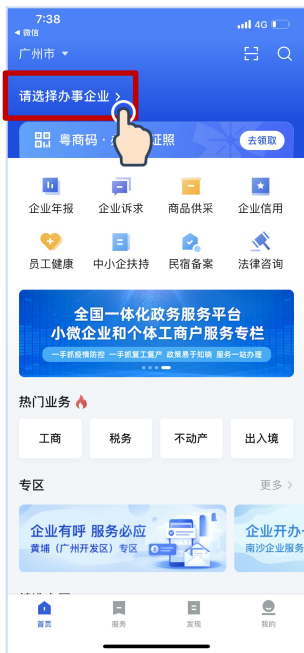 7:38
4G
微信
广州市
请选择办事企业
粤商码·
证照
去领取
企业年报 企业诉求 商品供采 企业信用
员工健康 中小企扶持 民宿备案 法律咨询
全国一体化政务服务平台
小微企业和个体工商户服务专栏
一手抓疫情防控 一手抓复工复产 政策易于知晓 服务一站办理
热门业务
工商 税务 不动产 出入境
专区 更多
企业有呼 服务必应
黄埔（广州开发区）专区
企业开办
南沙企业服务
首页 服务 发现 我的